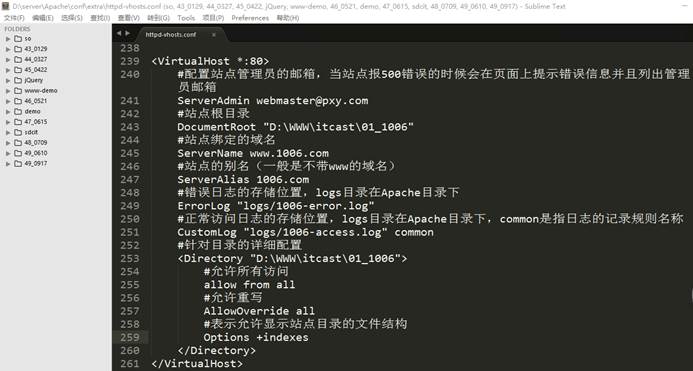 D:\server\Apache\conf\extra\httpd-vhosts.conf (so, 43_0129, 44_0327, 45_0422, jQuery, www-demo, 46_0521, demo, 47_0615, sdcit, 48_0709, 49_0610, 49_0917) - Sublime Text
文件(F) 编辑(E) 选择(S) 查找(I) 查看(V) 转到(G) Tools 项目(P) Preferences 帮助(H)
FOLDERS
so
43_0129
44_0327
45_0422
jQuery
www-demo
46_0521
demo
47_0615
sdcit
48_0709
49_0610
49_0917
httpd-vhosts.conf ×
238
239 <VirtualHost *:80>
240 #配置站点管理员的邮箱，当站点报500错误的时候会在页面上提示错误信息并且列出管理
员邮箱
241 ServerAdmin webmaster@pxy.com
242 #站点根目录
243 DocumentRoot "D:\WWW\itcast\01_1006"
244 #站点绑定的域名
245 ServerName www.1006.com
246 #站点的别名（一般是不带www的域名）
247 ServerAlias 1006.com
248 #错误日志的存储位置，logs目录在Apache目录下
249 ErrorLog "logs/1006-error.log"
250 #正常访问日志的存储位置，logs目录在Apache目录下，common是指日志的记录规则名称
251 CustomLog "logs/1006-access.log" common
252 #针对目录的详细配置
253 <Directory "D:\WWW\itcast\01_1006">
254 #允许所有访问
255 allow from all
256 #允许重写
257 AllowOverride all
258 #表示允许显示站点目录的文件结构
259 Options +indexes
260 </Directory>
261 </VirtualHost>